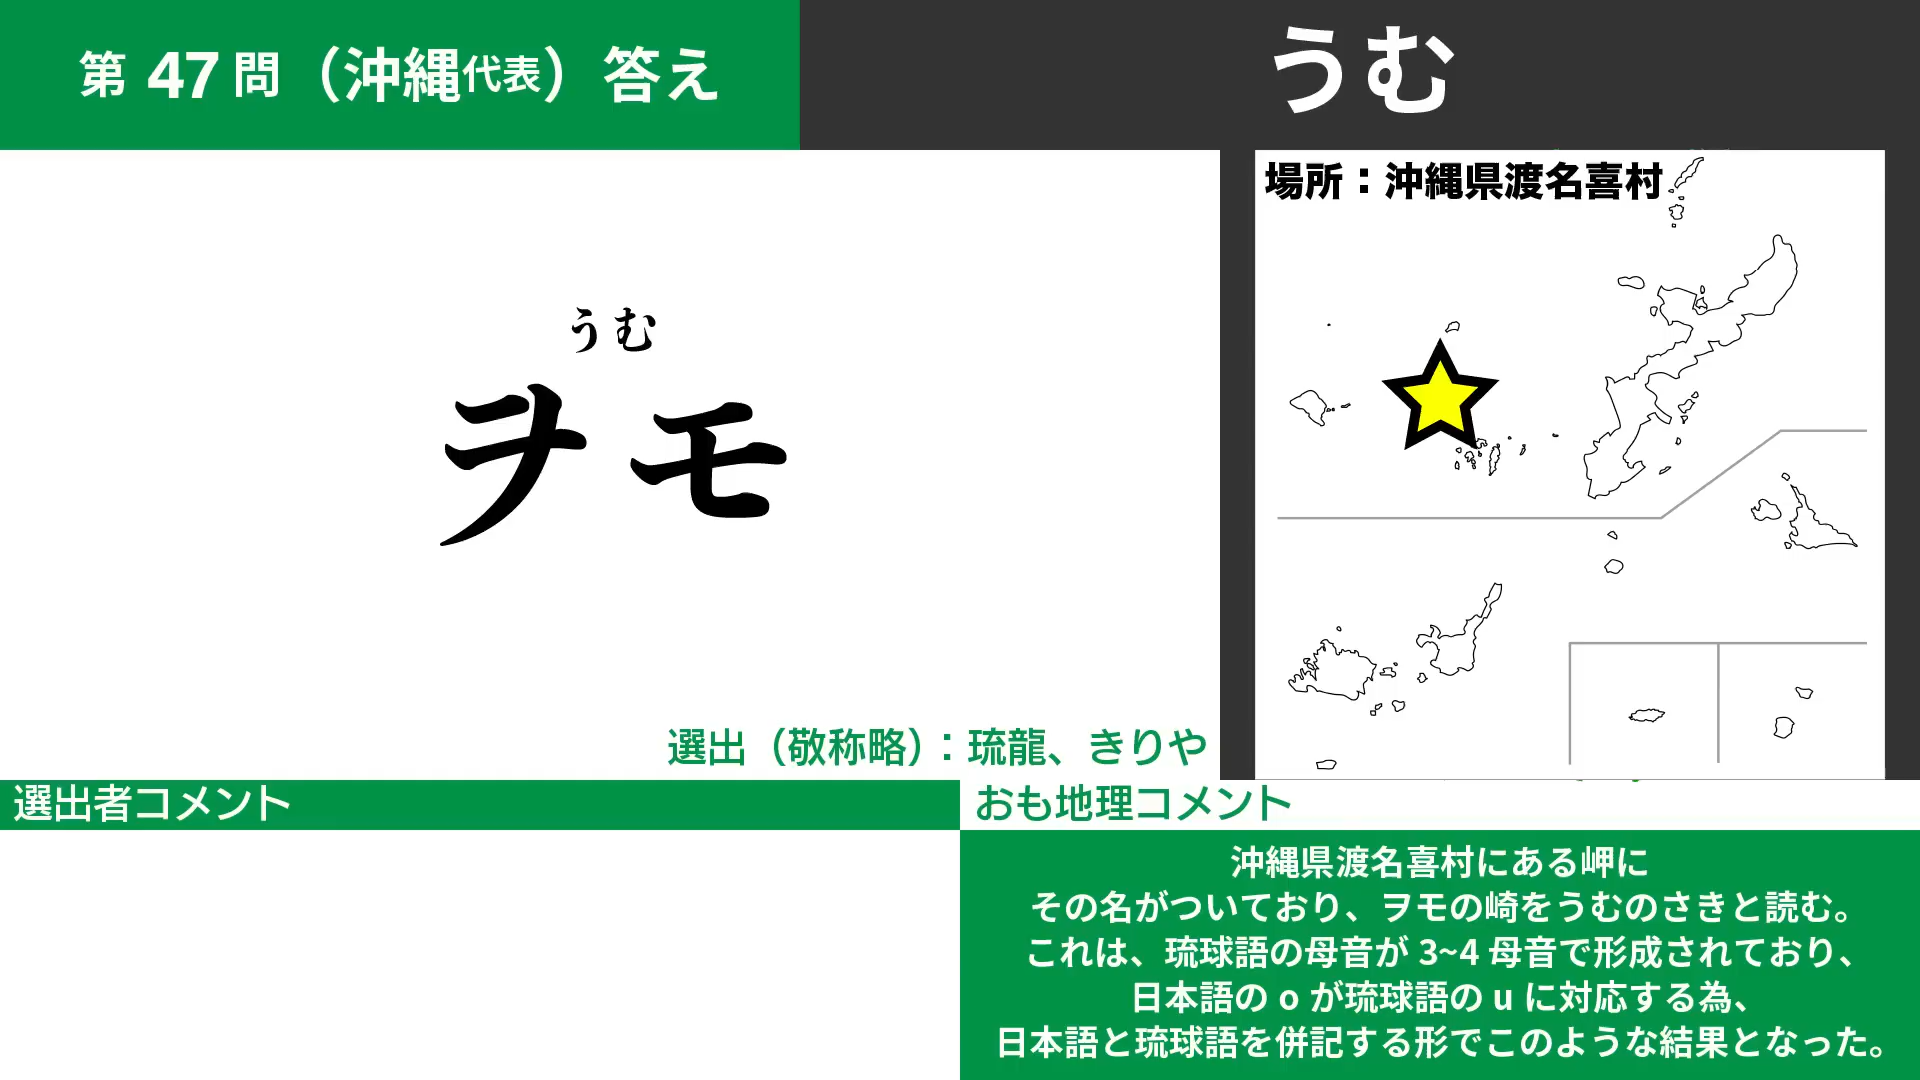 第 47 問（沖縄代表）答え
うむ
うむ
ヲモ
場所：沖縄県渡名喜村
選出（敬称略）：琉龍、きりや
選出者コメント
おも地理コメント
沖縄県渡名喜村にある岬に
その名がついており、ヲモの崎をうむのさきと読む。
これは、琉球語の母音が 3~4 母音で形成されており、
日本語の o が琉球語の u に対応する為、
日本語と琉球語を併記する形でこのような結果となった。